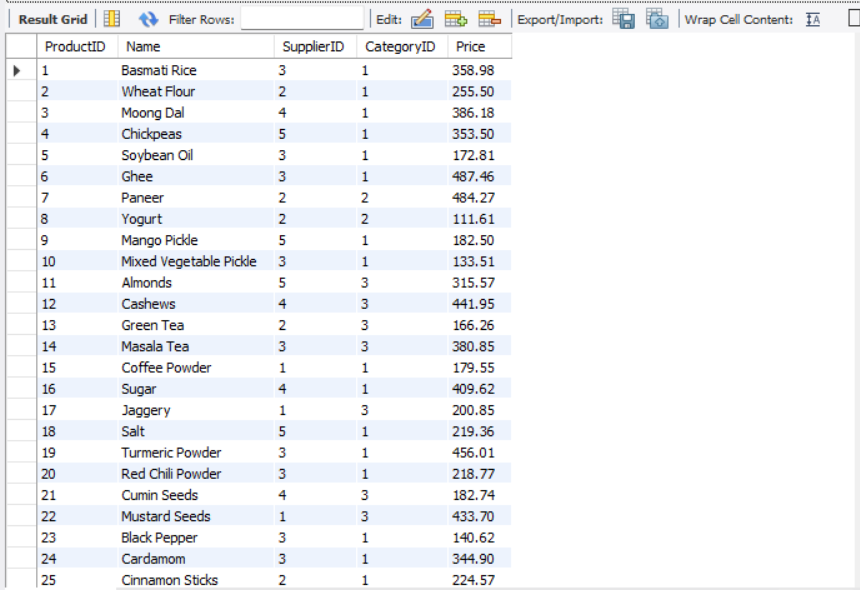 Result Grid Filter Rows: Edit: Export/Import: Wrap Cell Content: IA
ProductID Name SupplierID CategoryID Price
1 Basmati Rice 3 1 358.98
2 Wheat Flour 2 1 255.50
3 Moong Dal 4 1 386.18
4 Chickpeas 5 1 353.50
5 Soybean Oil 3 1 172.81
6 Ghee 3 1 487.46
7 Paneer 2 2 484.27
8 Yogurt 2 2 111.61
9 Mango Pickle 5 1 182.50
10 Mixed Vegetable Pickle 3 1 133.51
11 Almonds 5 3 315.57
12 Cashews 4 3 441.95
13 Green Tea 2 3 166.26
14 Masala Tea 3 3 380.85
15 Coffee Powder 1 1 179.55
16 Sugar 4 1 409.62
17 Jaggery 1 3 200.85
18 Salt 5 1 219.36
19 Turmeric Powder 3 1 456.01
20 Red Chili Powder 3 1 218.77
21 Cumin Seeds 4 3 182.74
22 Mustard Seeds 1 3 433.70
23 Black Pepper 3 1 140.62
24 Cardamom 3 1 344.90
25 Cinnamon Sticks 2 1 224.57